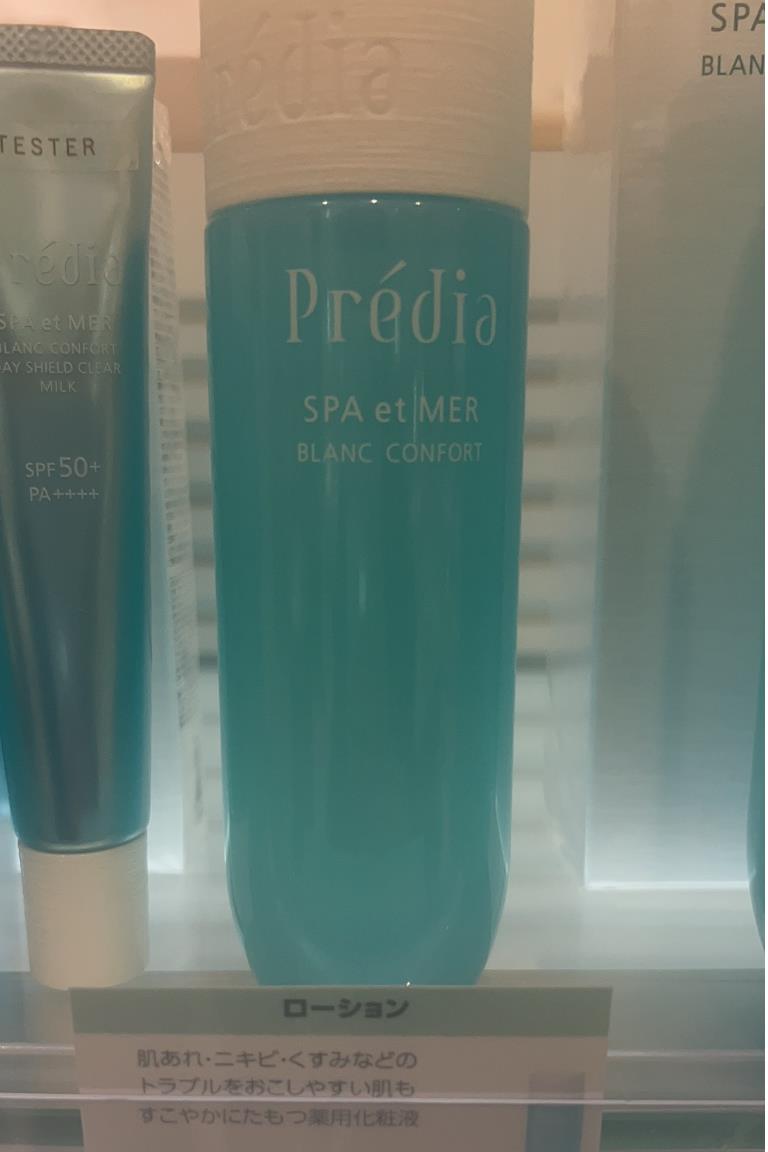 TESTER
Prédia
SPA et MER
BLANC CONFORT
DAY SHIELD CLEAR
MILK
SPF50+
PA++++
Prédia
Prédia
SPA et MER
BLANC CONFORT
SPA
BLAN
ローション
肌あれ・ニキビ・くすみなどの
トラブルをおこしやすい肌も
すこやかにたもつ薬用化粧液